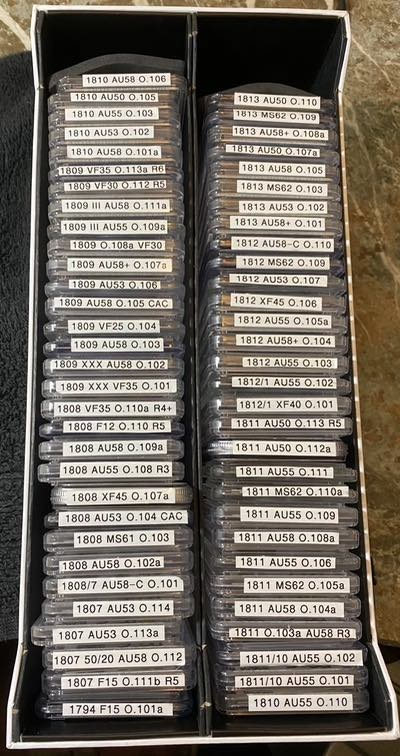 1810 AU58 O.106
1810 AU50 O.105
1810 AU55 O.103
1810 AU53 O.102
1810 AU58 O.101a
1809 VF35 O.113a R6
1809 VF30 O.112 R5
1809 III AU58 O.111a
1809 III AU55 O.109a
1809 O.108a VF30
1809 AU58+ O.107a
1809 AU53 O.106
1809 AU58 O.105 CAC
1809 VF25 O.104
1809 AU58 O.103
1809 XXX AU58 O.102
1809 XXX VF35 O.101
1808 VF35 O.110a R4+
1808 F12 O.110 R5
1808 AU58 O.109a
1808 AU55 O.108 R3
1808 XF45 O.107a
1808 AU53 O.104 CAC
1808 MS61 O.103
1808 AU58 O.102a
1808/7 AU58-C O.101
1807 AU53 O.114
1807 AU53 O.113a
1807 50/20 AU58 O.112
1807 F15 O.111b R5
1794 F15 O.101a
1813 AU50 O.110
1813 MS62 O.109
1813 AU58+ O.108a
1813 AU50 O.107a
1813 AU58 O.105
1813 MS62 O.103
1813 AU53 O.102
1813 AU58+ O.101
1812 AU58-C O.110
1812 MS62 O.109
1812 AU53 O.107
1812 XF45 O.106
1812 AU55 O.105a
1812 AU58+ O.104
1812 AU55 O.103
1812/1 AU55 O.102
1812/1 XF40 O.101
1811 AU50 O.113 R5
1811 AU50 O.112a
1811 AU55 O.111
1811 MS62 O.110a
1811 AU55 O.109
1811 AU58 O.108a
1811 AU55 O.106
1811 MS62 O.105a
1811 AU58 O.104a
1811 O.103a AU58 R3
1811/10 AU55 O.102
1811/10 AU55 O.101
1810 AU55 O.110